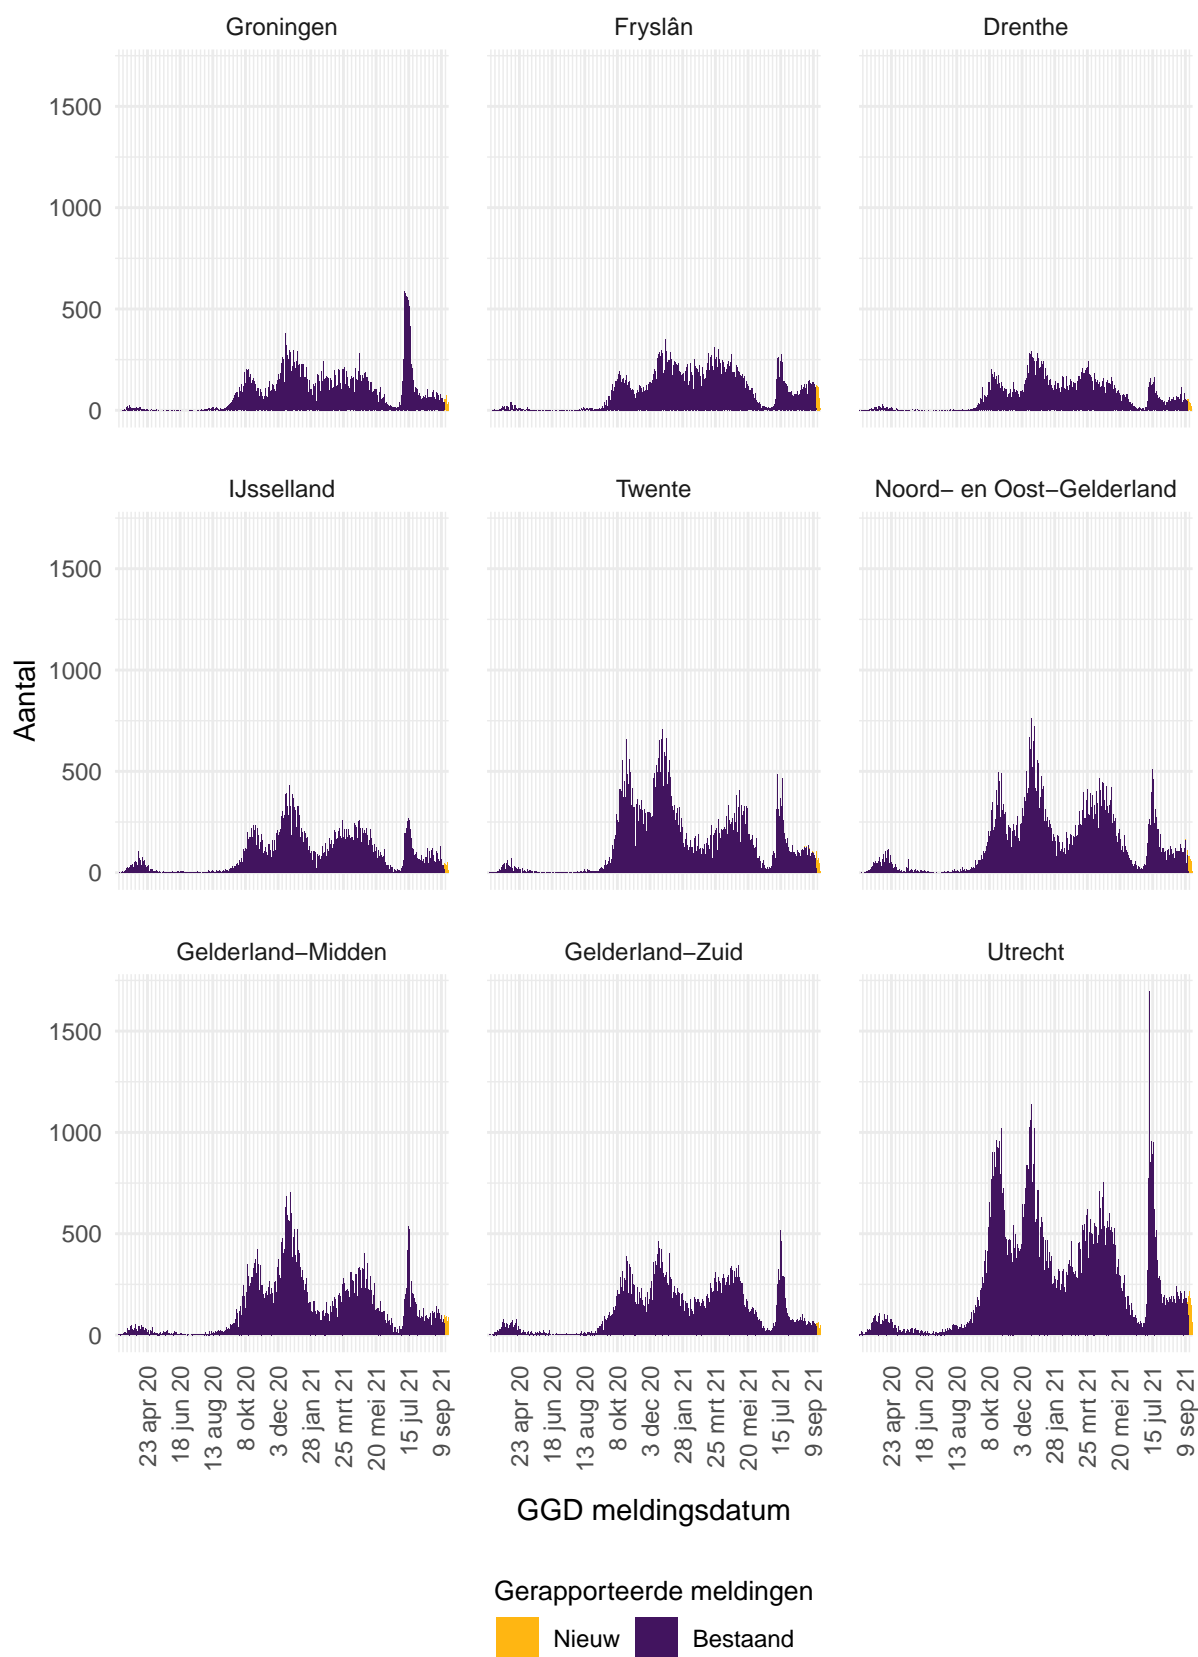 Groningen Fryslân Drenthe
1500
1000
500
0
IJsselland Twente Noord− en Oost−Gelderland
1500
1000
500
0
Aantal
Gelderland−Midden Gelderland−Zuid Utrecht
1500
1000
500
0
23 apr 20 18 jun 20 13 aug 20 8 okt 20 3 dec 20 28 jan 21 25 mrt 21 20 mei 21 15 jul 21 9 sep 21 23 apr 20 18 jun 20 13 aug 20 8 okt 20 3 dec 20 28 jan 21 25 mrt 21 20 mei 21 15 jul 21 9 sep 21 23 apr 20 18 jun 20 13 aug 20 8 okt 20 3 dec 20 28 jan 21 25 mrt 21 20 mei 21 15 jul 21 9 sep 21
GGD meldingsdatum
Gerapporteerde meldingen
Nieuw Bestaand